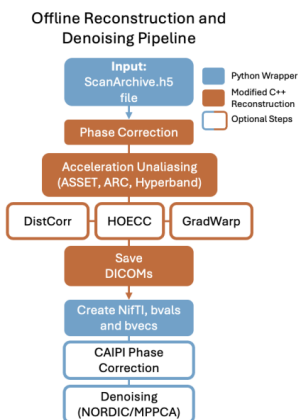 Offline Reconstruction and
Denoising Pipeline
Input:
ScanArchive.h5
file
Python Wrapper
Modified C++
Reconstruction
Optional Steps
Phase Correction
Acceleration Unaliasing
(ASSET, ARC, Hyperband)
DistCorr
HOECC
GradWarp
Save
DICOMs
Create NifTI, bvals
and bvecs
CAIPI Phase
Correction
Denoising
(NORDIC/MPPCA)